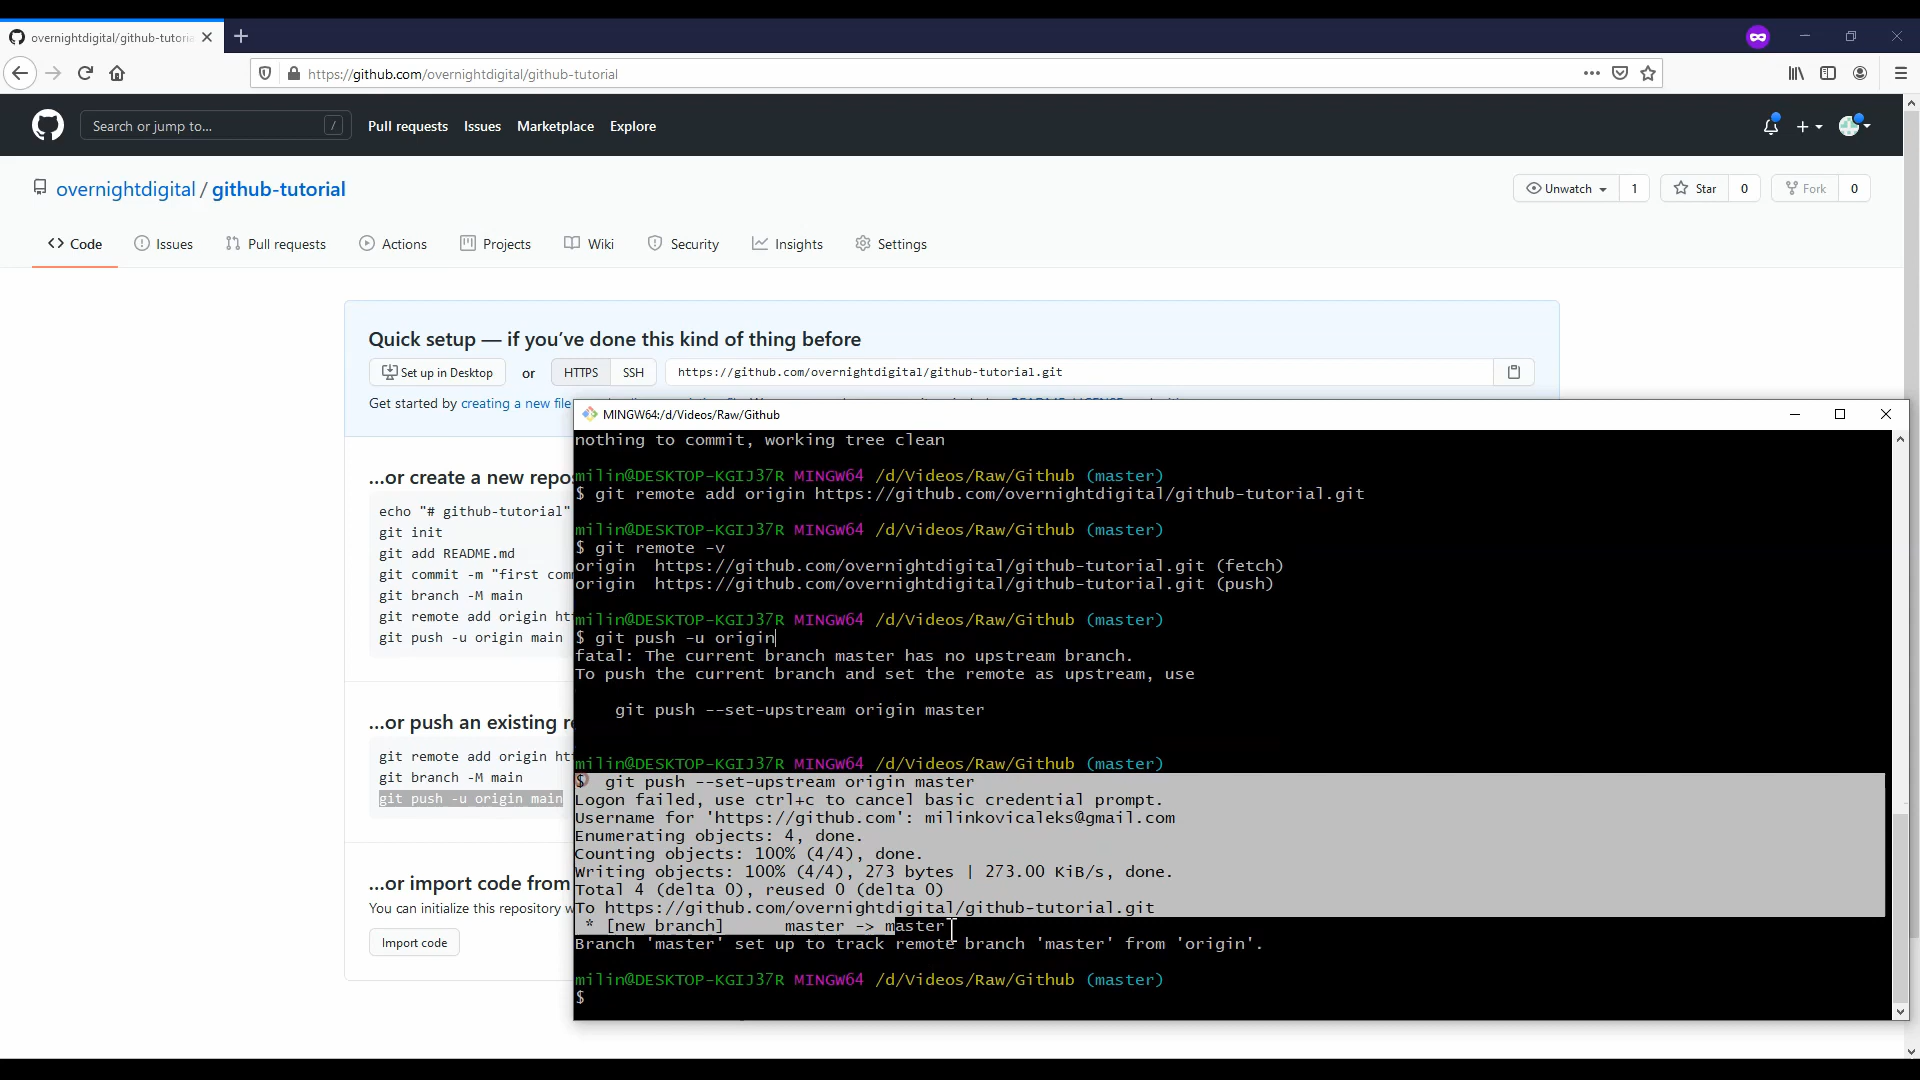 overnightdigital/github-tutoria
https://github.com/overnightdigital/github-tutorial
Search or jump to...
/
Pull requests
Issues
Marketplace
Explore
overnightdigital / github-tutorial
Unwatch
1
Star
0
Fork
0
Code
Issues
Pull requests
Actions
Projects
Wiki
Security
Insights
Settings
Quick setup — if you've done this kind of thing before
Set up in Desktop
or
HTTPS
SSH
https://github.com/overnightdigital/github-tutorial.git
Get started by creating a new file
…or create a new repo
echo "# github-tutorial"
git init
git add README.md
git commit -m "first com
git branch -M main
git remote add origin ht
git push -u origin main
…or push an existing r
git remote add origin ht
git branch -M main
git push -u origin main
…or import code from
You can initialize this repository w
Import code
MINGW64:/d/Videos/Raw/Github
nothing to commit, working tree clean
milin@DESKTOP-KGIJ37R MINGW64 /d/Videos/Raw/Github (master)
$ git remote add origin https://github.com/overnightdigital/github-tutorial.git
milin@DESKTOP-KGIJ37R MINGW64 /d/Videos/Raw/Github (master)
$ git remote -v
origin  https://github.com/overnightdigital/github-tutorial.git (fetch)
origin  https://github.com/overnightdigital/github-tutorial.git (push)
milin@DESKTOP-KGIJ37R MINGW64 /d/Videos/Raw/Github (master)
$ git push -u origin
fatal: The current branch master has no upstream branch.
To push the current branch and set the remote as upstream, use
git push --set-upstream origin master
milin@DESKTOP-KGIJ37R MINGW64 /d/Videos/Raw/Github (master)
$  git push --set-upstream origin master
Logon failed, use ctrl+c to cancel basic credential prompt.
Username for 'https://github.com': milinkovicaleks@gmail.com
Enumerating objects: 4, done.
Counting objects: 100% (4/4), done.
Writing objects: 100% (4/4), 273 bytes | 273.00 KiB/s, done.
Total 4 (delta 0), reused 0 (delta 0)
To https://github.com/overnightdigital/github-tutorial.git
* [new branch]      master -> master
Branch 'master' set up to track remote branch 'master' from 'origin'.
milin@DESKTOP-KGIJ37R MINGW64 /d/Videos/Raw/Github (master)
$